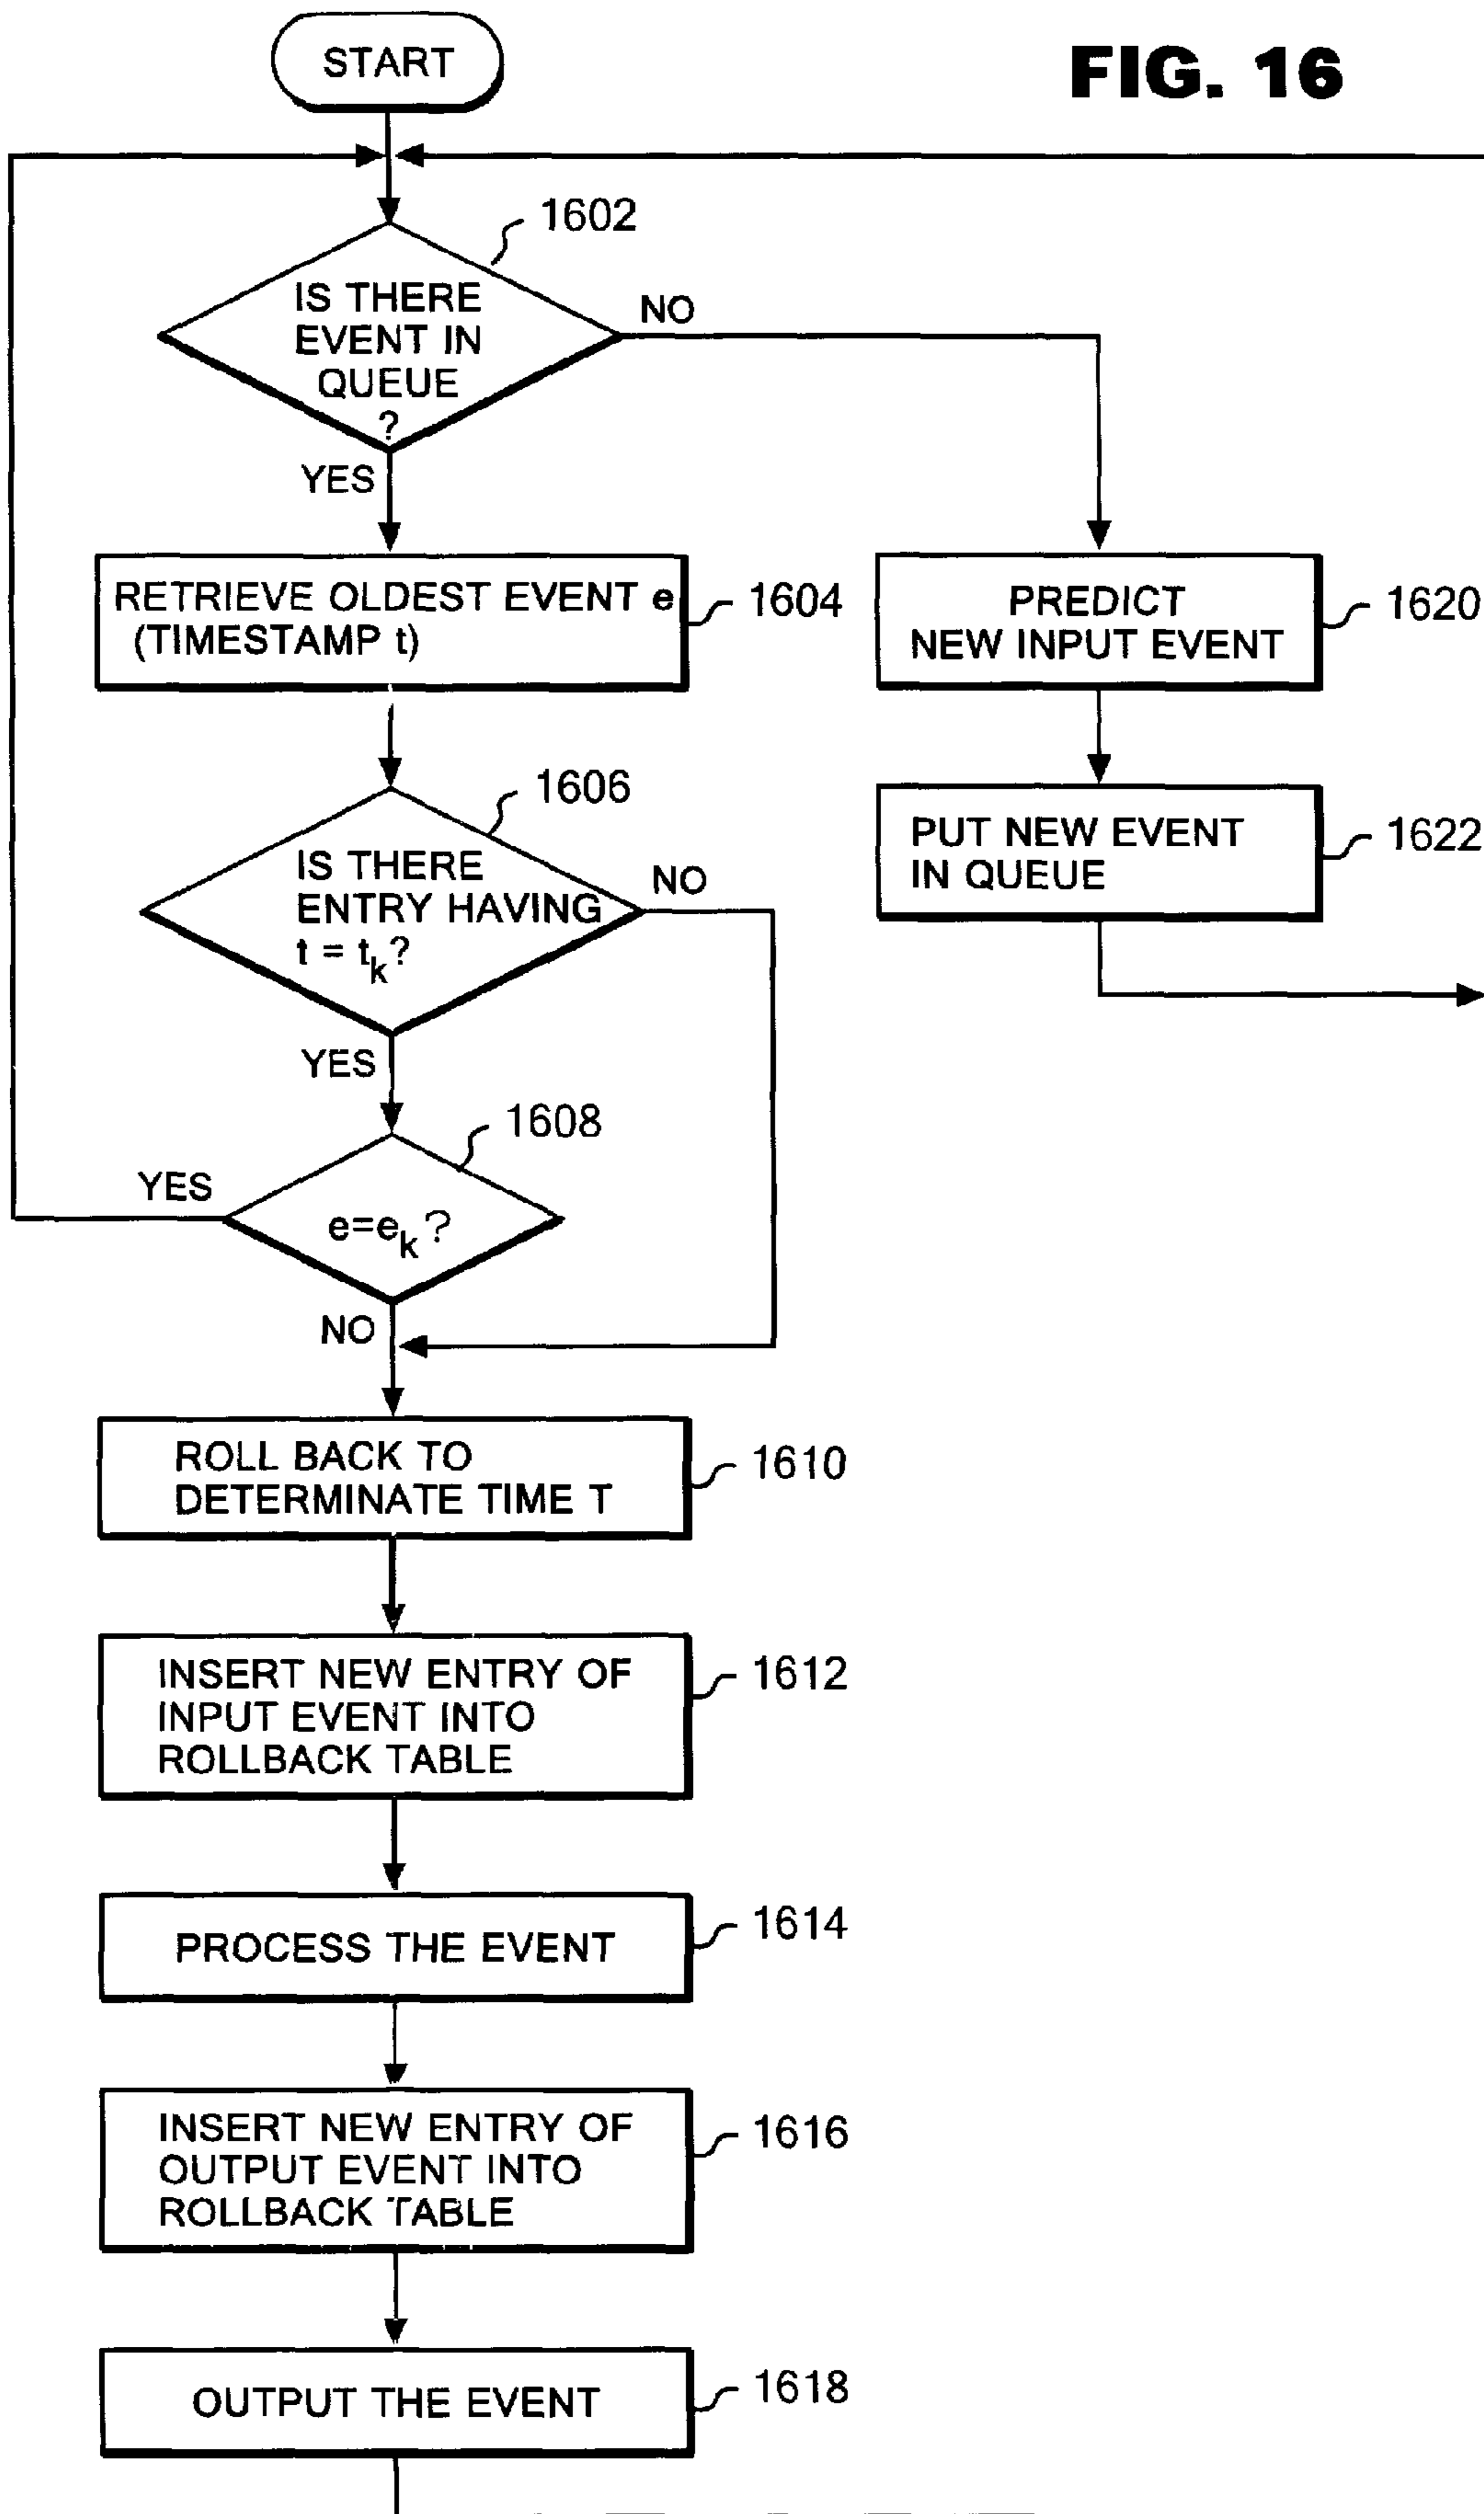 START
FIG. 16
1602
IS THERE
EVENT IN
QUEUE
?
NO
YES
RETRIEVE OLDEST EVENT e
(TIMESTAMP t)
1604
PREDICT
NEW INPUT EVENT
1620
1606
IS THERE
ENTRY HAVING
t = tk?
NO
YES
PUT NEW EVENT
IN QUEUE
1622
1608
YES
e=ek?
NO
ROLL BACK TO
DETERMINATE TIME T
1610
INSERT NEW ENTRY OF
INPUT EVENT INTO
ROLLBACK TABLE
1612
PROCESS THE EVENT
1614
INSERT NEW ENTRY OF
OUTPUT EVENT INTO
ROLLBACK TABLE
1616
OUTPUT THE EVENT
1618